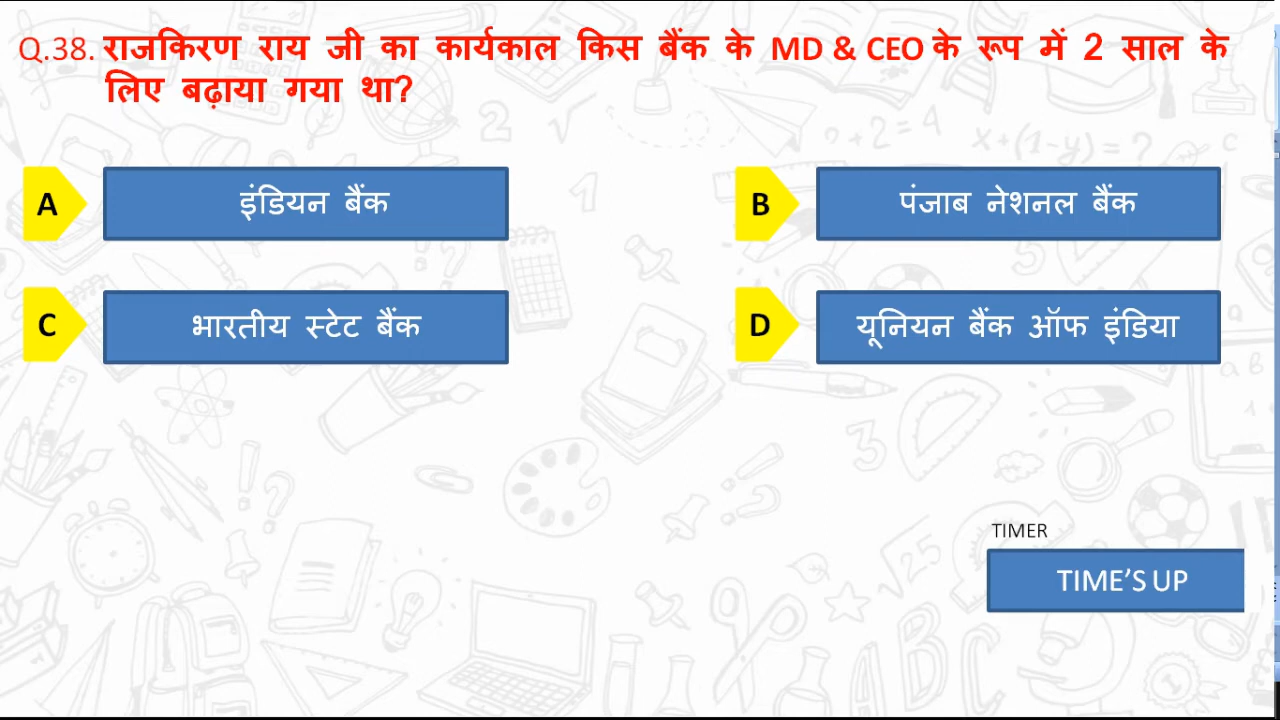 Q.38. राजकिरण राय जी का कार्यकाल किस बैंक के MD & CEO के रूप में 2 साल के
लिए बढ़ाया गया था?
A इंडियन बैंक
B पंजाब नेशनल बैंक
C भारतीय स्टेट बैंक
D यूनियन बैंक ऑफ इंडिया
TIMER
TIME'S UP